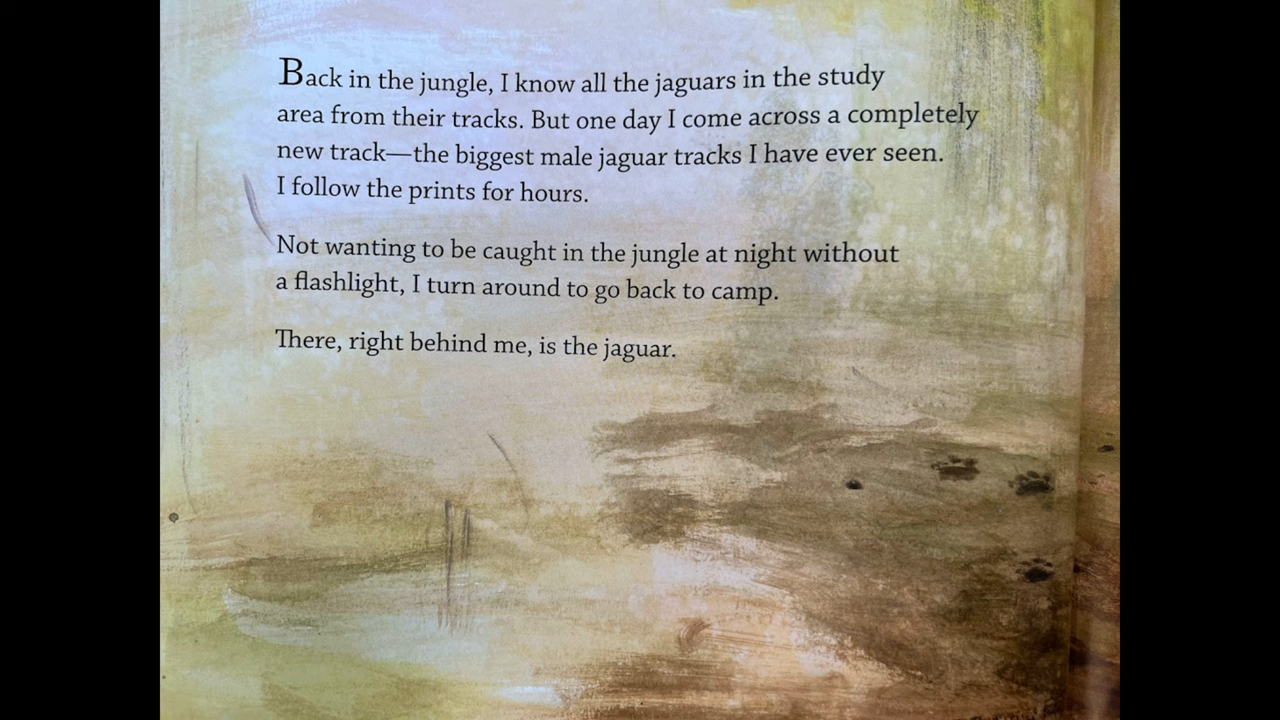 Back in the jungle, I know all the jaguars in the study
area from their tracks. But one day I come across a completely
new track—the biggest male jaguar tracks I have ever seen.
I follow the prints for hours.
Not wanting to be caught in the jungle at night without
a flashlight, I turn around to go back to camp.
There, right behind me, is the jaguar.